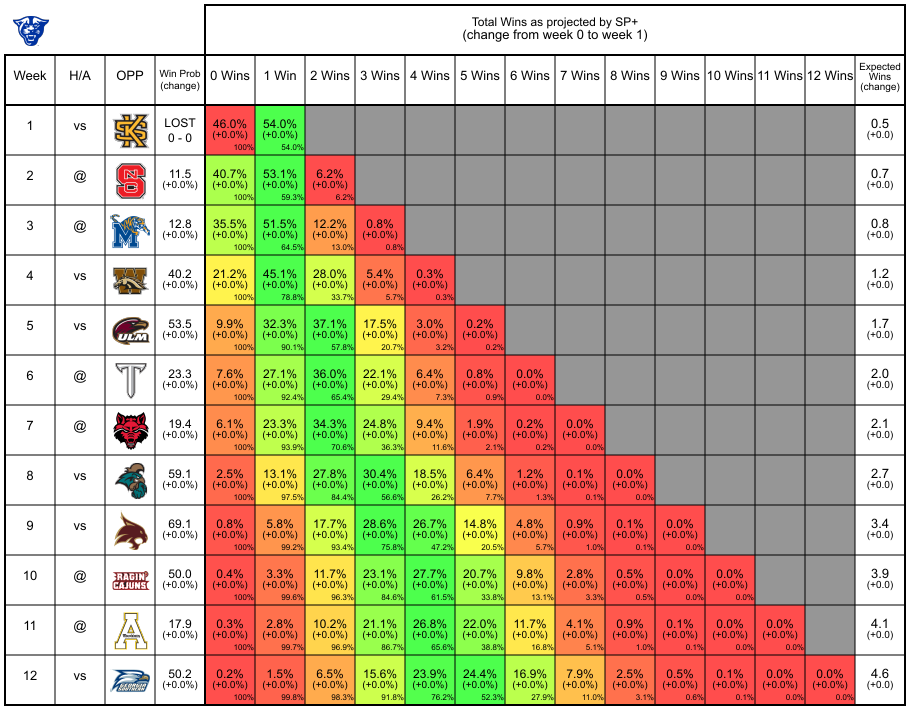 Total Wins as projected by SP+
(change from week 0 to week 1)
Week H/A OPP Win Prob (change) 0 Wins 1 Win 2 Wins 3 Wins 4 Wins 5 Wins 6 Wins 7 Wins 8 Wins 9 Wins 10 Wins 11 Wins 12 Wins Expected Wins (change)
1 vs KS LOST 46.0% 54.0% 0.5
0 - 0 (+0.0%) (+0.0%) (+0.0)
100% 54.0%
2 @ NCS 11.5 40.7% 53.1% 6.2% 0.7
(+0.0%) (+0.0%) (+0.0%) (+0.0%) (+0.0)
100% 59.3% 6.2%
3 @ M 12.8 35.5% 51.5% 12.2% 0.8% 0.8
(+0.0%) (+0.0%) (+0.0%) (+0.0%) (+0.0%) (+0.0)
100% 64.5% 13.0% 0.8%
4 vs W 40.2 21.2% 45.1% 28.0% 5.4% 0.3% 1.2
(+0.0%) (+0.0%) (+0.0%) (+0.0%) (+0.0%) (+0.0%) (+0.0)
100% 78.8% 33.7% 5.7% 0.3%
5 vs ULM 53.5 9.9% 32.3% 37.1% 17.5% 3.0% 0.2% 1.7
(+0.0%) (+0.0%) (+0.0%) (+0.0%) (+0.0%) (+0.0%) (+0.0%) (+0.0)
100% 90.1% 57.8% 20.7% 3.2% 0.2%
6 @ T 23.3 7.6% 27.1% 36.0% 22.1% 6.4% 0.8% 0.0% 2.0
(+0.0%) (+0.0%) (+0.0%) (+0.0%) (+0.0%) (+0.0%) (+0.0%) (+0.0%) (+0.0)
100% 92.4% 65.4% 29.4% 7.3% 0.9% 0.0%
7 @ 19.4 6.1% 23.3% 34.3% 24.8% 9.4% 1.9% 0.2% 0.0% 2.1
(+0.0%) (+0.0%) (+0.0%) (+0.0%) (+0.0%) (+0.0%) (+0.0%) (+0.0%) (+0.0%) (+0.0)
100% 93.9% 70.6% 36.3% 11.6% 2.1% 0.2% 0.0%
8 vs 59.1 2.5% 13.1% 27.8% 30.4% 18.5% 6.4% 1.2% 0.1% 0.0% 2.7
(+0.0%) (+0.0%) (+0.0%) (+0.0%) (+0.0%) (+0.0%) (+0.0%) (+0.0%) (+0.0%) (+0.0%) (+0.0)
100% 97.5% 84.4% 56.6% 26.2% 7.7% 1.3% 0.1% 0.0%
9 vs 69.1 0.8% 5.8% 17.7% 28.6% 26.7% 14.8% 4.8% 0.9% 0.1% 0.0% 3.4
(+0.0%) (+0.0%) (+0.0%) (+0.0%) (+0.0%) (+0.0%) (+0.0%) (+0.0%) (+0.0%) (+0.0%) (+0.0%) (+0.0)
100% 99.2% 93.4% 75.8% 47.2% 20.5% 5.7% 1.0% 0.1% 0.0%
10 @ RAGIN' CAJUNS 50.0 0.4% 3.3% 11.7% 23.1% 27.7% 20.7% 9.8% 2.8% 0.5% 0.0% 0.0% 3.9
(+0.0%) (+0.0%) (+0.0%) (+0.0%) (+0.0%) (+0.0%) (+0.0%) (+0.0%) (+0.0%) (+0.0%) (+0.0%) (+0.0%) (+0.0)
100% 99.6% 96.3% 84.6% 61.5% 33.8% 13.1% 3.3% 0.5% 0.0% 0.0%
11 @ A 17.9 0.3% 2.8% 10.2% 21.1% 26.8% 22.0% 11.7% 4.1% 0.9% 0.1% 0.0% 0.0% 4.1
(+0.0%) (+0.0%) (+0.0%) (+0.0%) (+0.0%) (+0.0%) (+0.0%) (+0.0%) (+0.0%) (+0.0%) (+0.0%) (+0.0%) (+0.0%) (+0.0)
100% 99.7% 96.9% 86.7% 65.6% 38.8% 16.8% 5.1% 1.0% 0.1% 0.0% 0.0%
12 vs GEORGIA SOUTHERN 50.2 0.2% 1.5% 6.5% 15.6% 23.9% 24.4% 16.9% 7.9% 2.5% 0.5% 0.1% 0.0% 0.0% 4.6
(+0.0%) (+0.0%) (+0.0%) (+0.0%) (+0.0%) (+0.0%) (+0.0%) (+0.0%) (+0.0%) (+0.0%) (+0.0%) (+0.0%) (+0.0%) (+0.0%) (+0.0)
100% 99.8% 98.3% 91.8% 76.2% 52.3% 27.9% 11.0% 3.1% 0.6% 0.1% 0.0% 0.0%